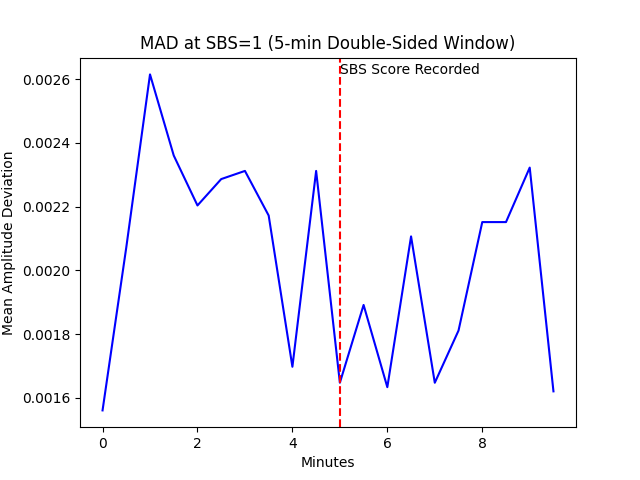 MAD at SBS=1 (5-min Double-Sided Window)
SBS Score Recorded
Mean Amplitude Deviation
0.0026
0.0024
0.0022
0.0020
0.0018
0.0016
0 2 4 6 8
Minutes